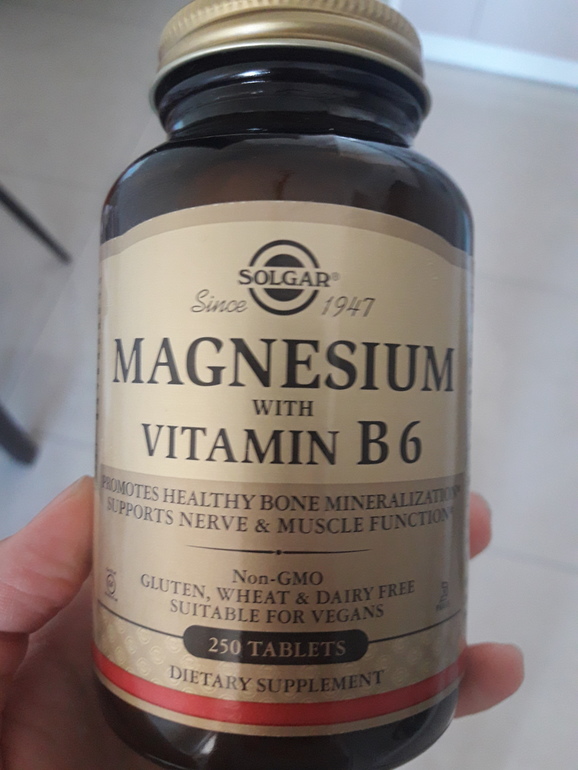 SOLGAR®
Since 1947
MAGNESIUM
WITH
VITAMIN B6
PROMOTES HEALTHY BONE MINERALIZATION*
SUPPORTS NERVE & MUSCLE FUNCTION*
Non-GMO
GLUTEN, WHEAT & DAIRY FREE
SUITABLE FOR VEGANS
250 TABLETS
DIETARY SUPPLEMENT